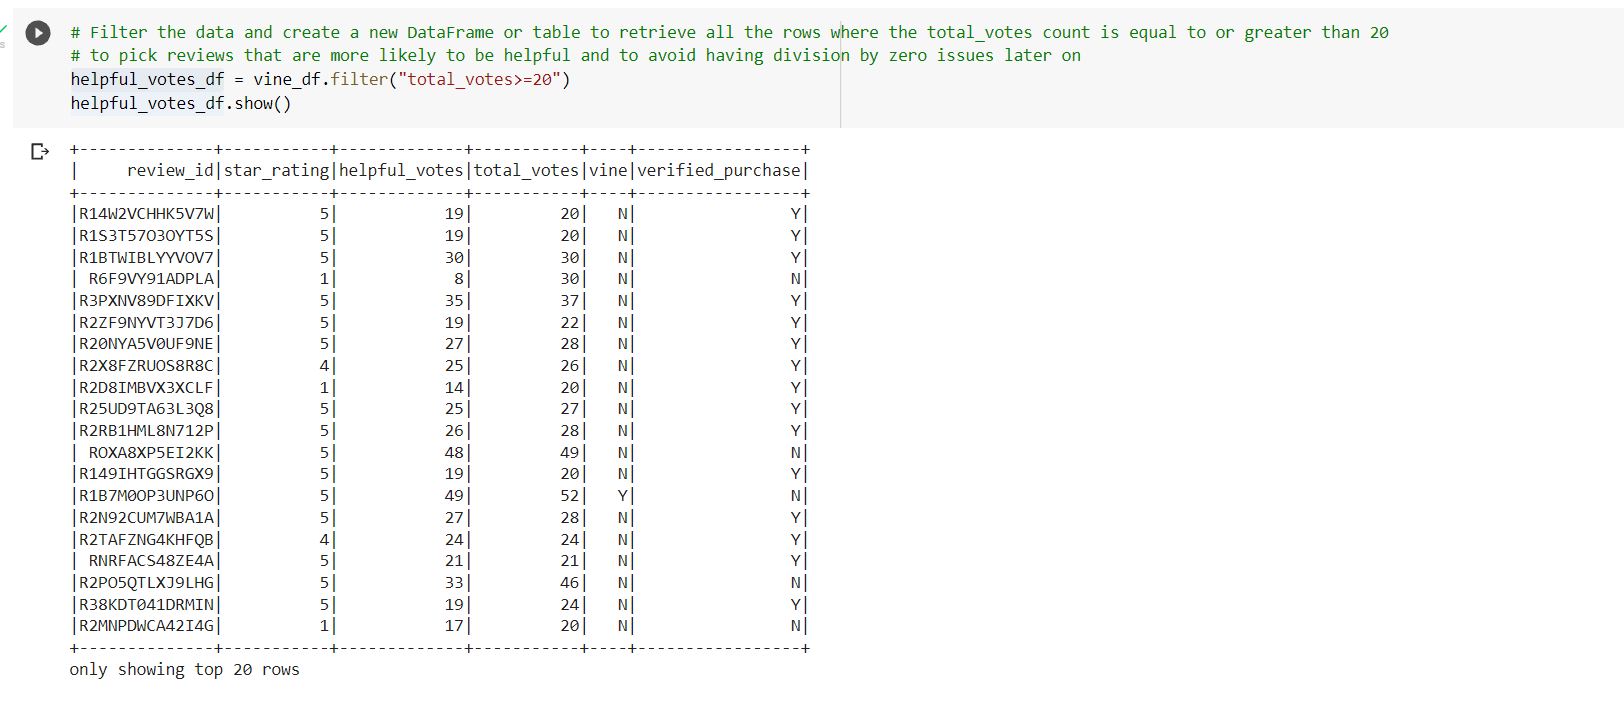 # Filter the data and create a new DataFrame or table to retrieve all the rows where the total_votes count is equal to or greater than 20
# to pick reviews that are more likely to be helpful and to avoid having division by zero issues later on
helpful_votes_df = vine_df.filter("total_votes>=20")
helpful_votes_df.show()
+--------------+-----------+-------------+-----------+----+-----------------+
|     review_id|star_rating|helpful_votes|total_votes|vine|verified_purchase|
+--------------+-----------+-------------+-----------+----+-----------------+
|R14W2VCHHK5V7W|          5|           19|         20|   N|                Y|
|R1S3T57O3OYT5S|          5|           19|         20|   N|                Y|
|R1BTWIBLYYVOV7|          5|           30|         30|   N|                Y|
| R6F9VY91ADPLA|          1|            8|         30|   N|                N|
|R3PXNV89DFIXKV|          5|           35|         37|   N|                Y|
|R2ZF9NYVT3J7D6|          5|           19|         22|   N|                Y|
|R20NYA5V0UF9NE|          5|           27|         28|   N|                Y|
|R2X8FZRUOS8R8C|          4|           25|         26|   N|                Y|
|R2D8IMBVX3XCLF|          1|           14|         20|   N|                Y|
|R25UD9TA63L3Q8|          5|           25|         27|   N|                Y|
|R2RB1HML8N712P|          5|           26|         28|   N|                Y|
| ROXA8XP5EI2KK|          5|           48|         49|   N|                N|
|R149IHTGGSRGX9|          5|           19|         20|   N|                Y|
|R1B7M0OP3UNP6O|          5|           49|         52|   Y|                N|
|R2N92CUM7WBA1A|          5|           27|         28|   N|                Y|
|R2TAFZNG4KHFQB|          4|           24|         24|   N|                Y|
| RNRFACS48ZE4A|          5|           21|         21|   N|                Y|
|R2PO5QTLXJ9LHG|          5|           33|         46|   N|                N|
|R38KDT041DRMIN|          5|           19|         24|   N|                Y|
|R2MNPDWCA42I4G|          1|           17|         20|   N|                N|
+--------------+-----------+-------------+-----------+----+-----------------+
only showing top 20 rows